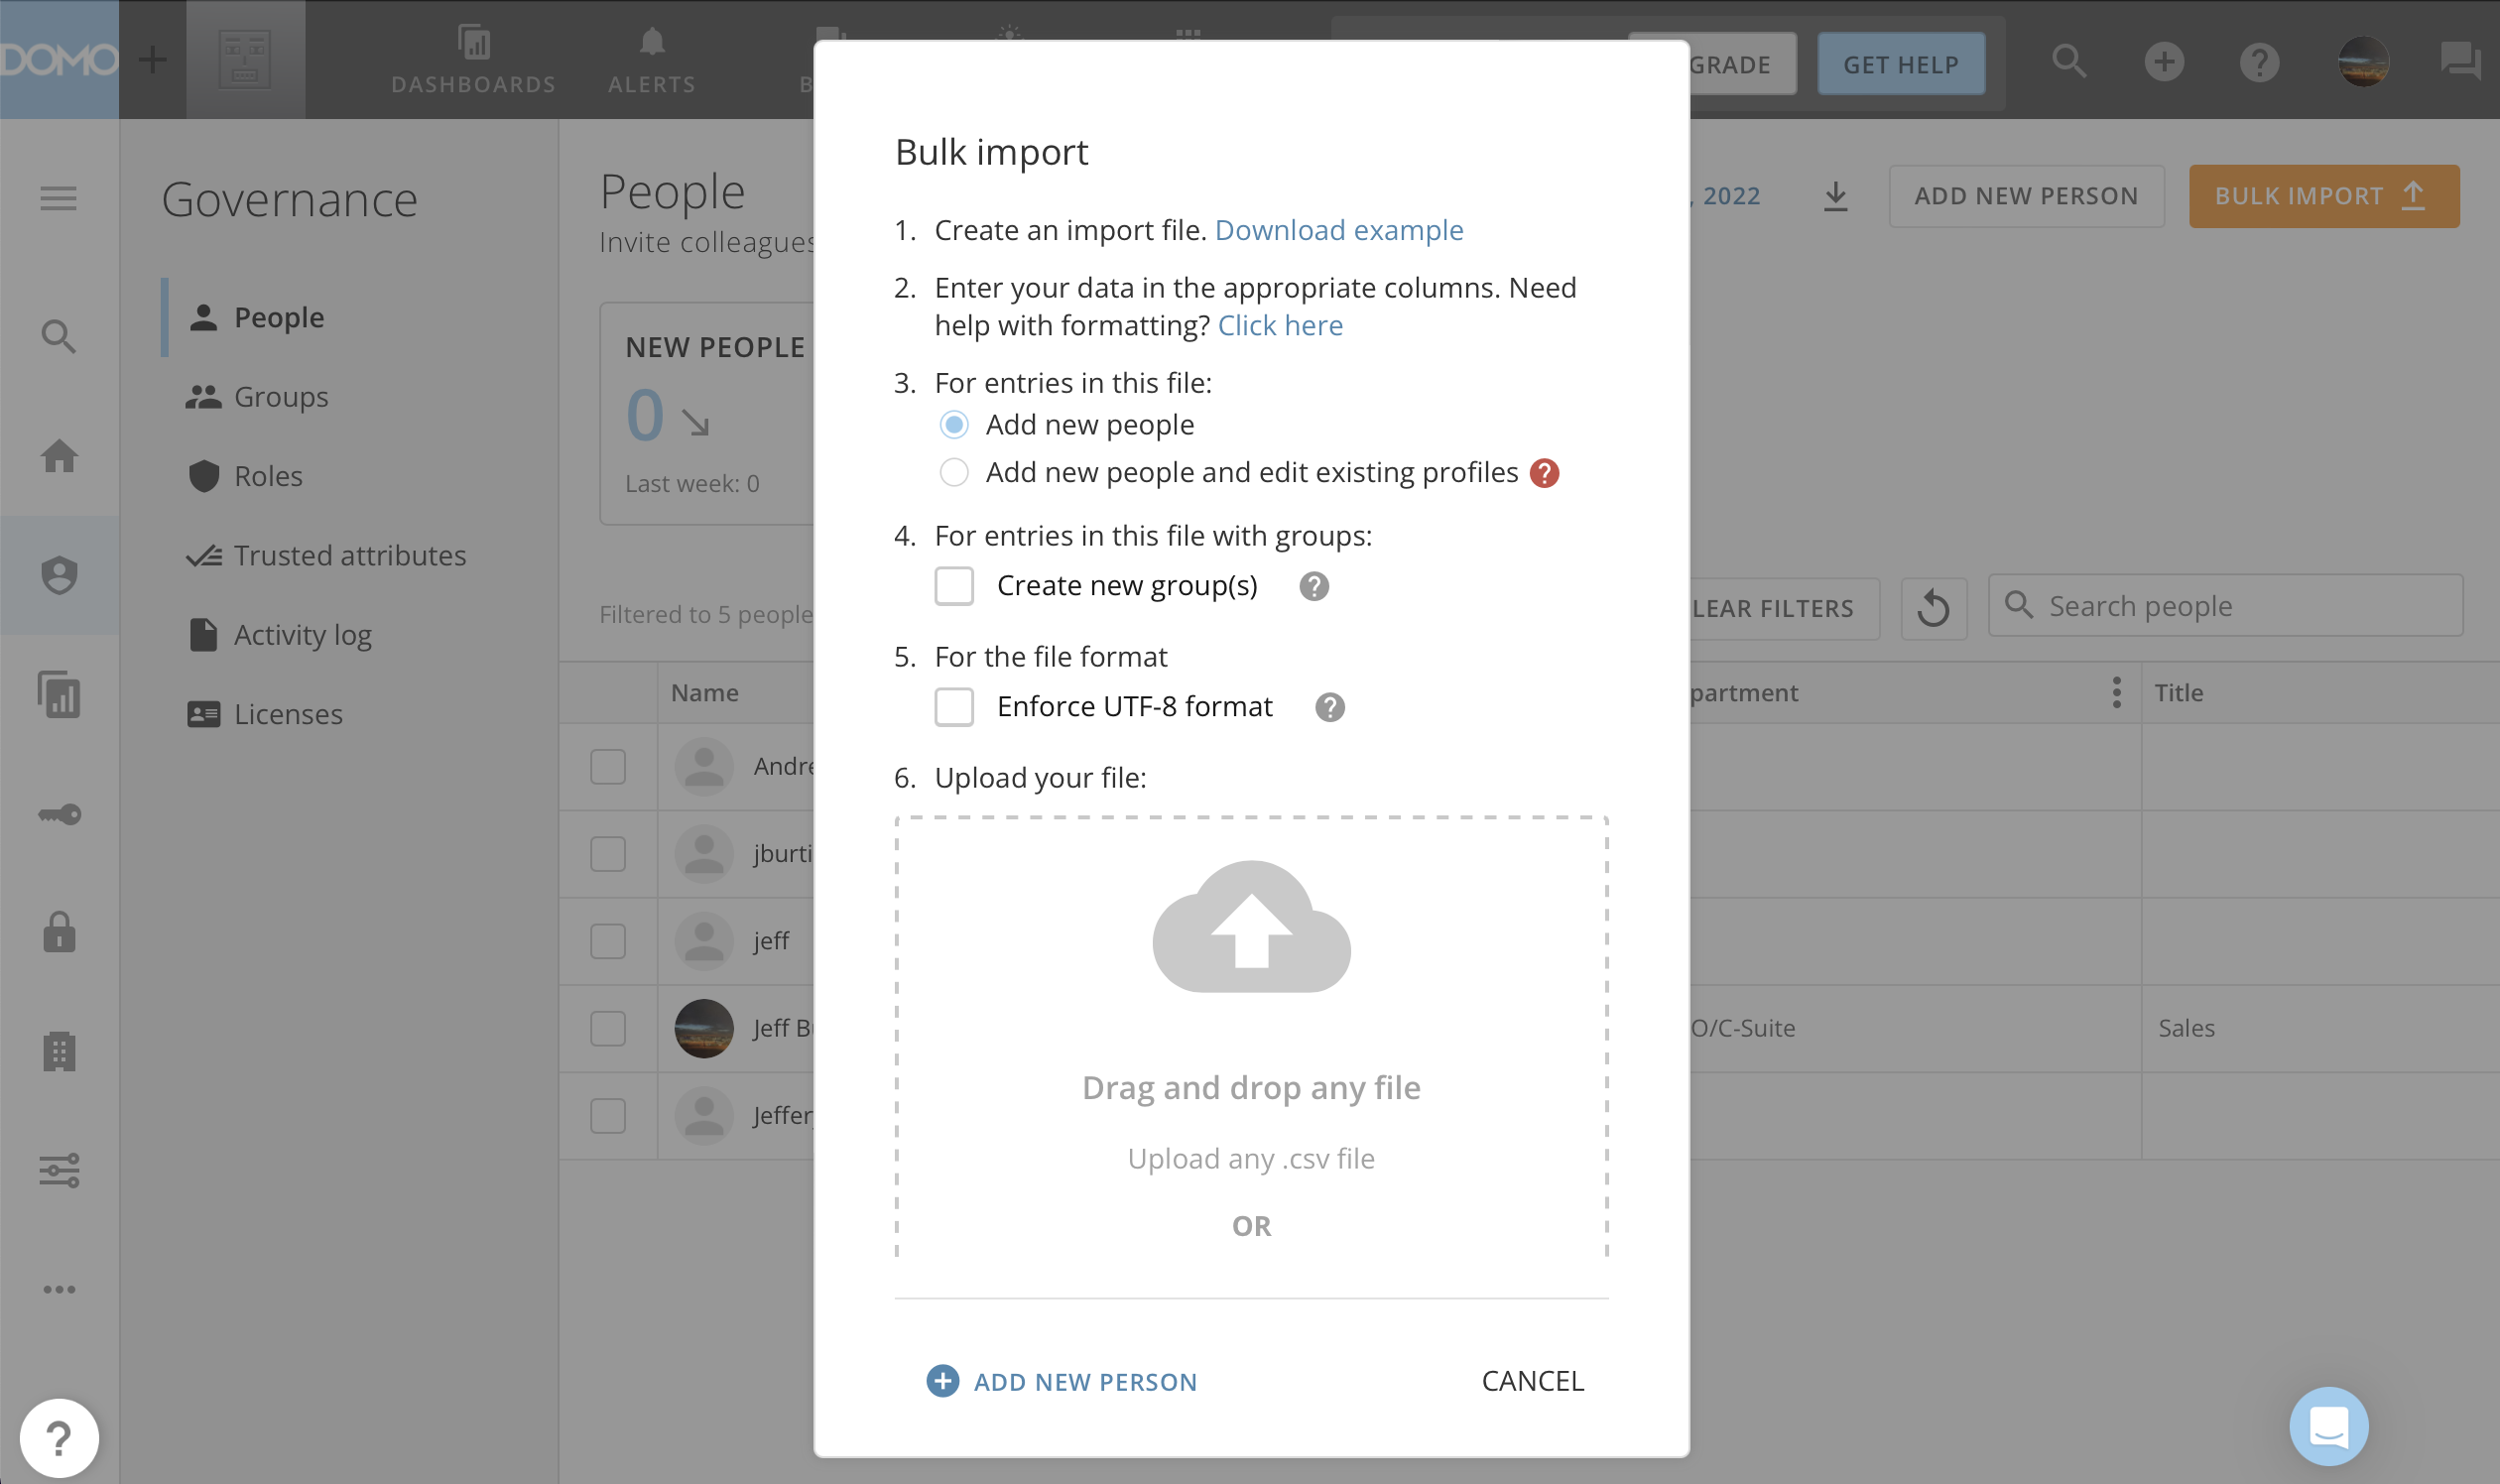 DOMO
DASHBOARDS
ALERTS
GRADE
GET HELP
Governance
People
Groups
Roles
Trusted attributes
Activity log
Licenses
People
Invite colleagues
, 2022
ADD NEW PERSON
BULK IMPORT
NEW PEOPLE
0
Last week: 0
Filtered to 5 people
LEAR FILTERS
Search people
Name
partment
Title
Andre
jburti
jeff
Jeff B
O/C-Suite
Sales
Jeffer
Bulk import
1. Create an import file. Download example
2. Enter your data in the appropriate columns. Need
help with formatting? Click here
3. For entries in this file:
Add new people
Add new people and edit existing profiles ?
4. For entries in this file with groups:
Create new group(s) ?
5. For the file format
Enforce UTF-8 format ?
6. Upload your file:
Drag and drop any file
Upload any .csv file
OR
ADD NEW PERSON
CANCEL